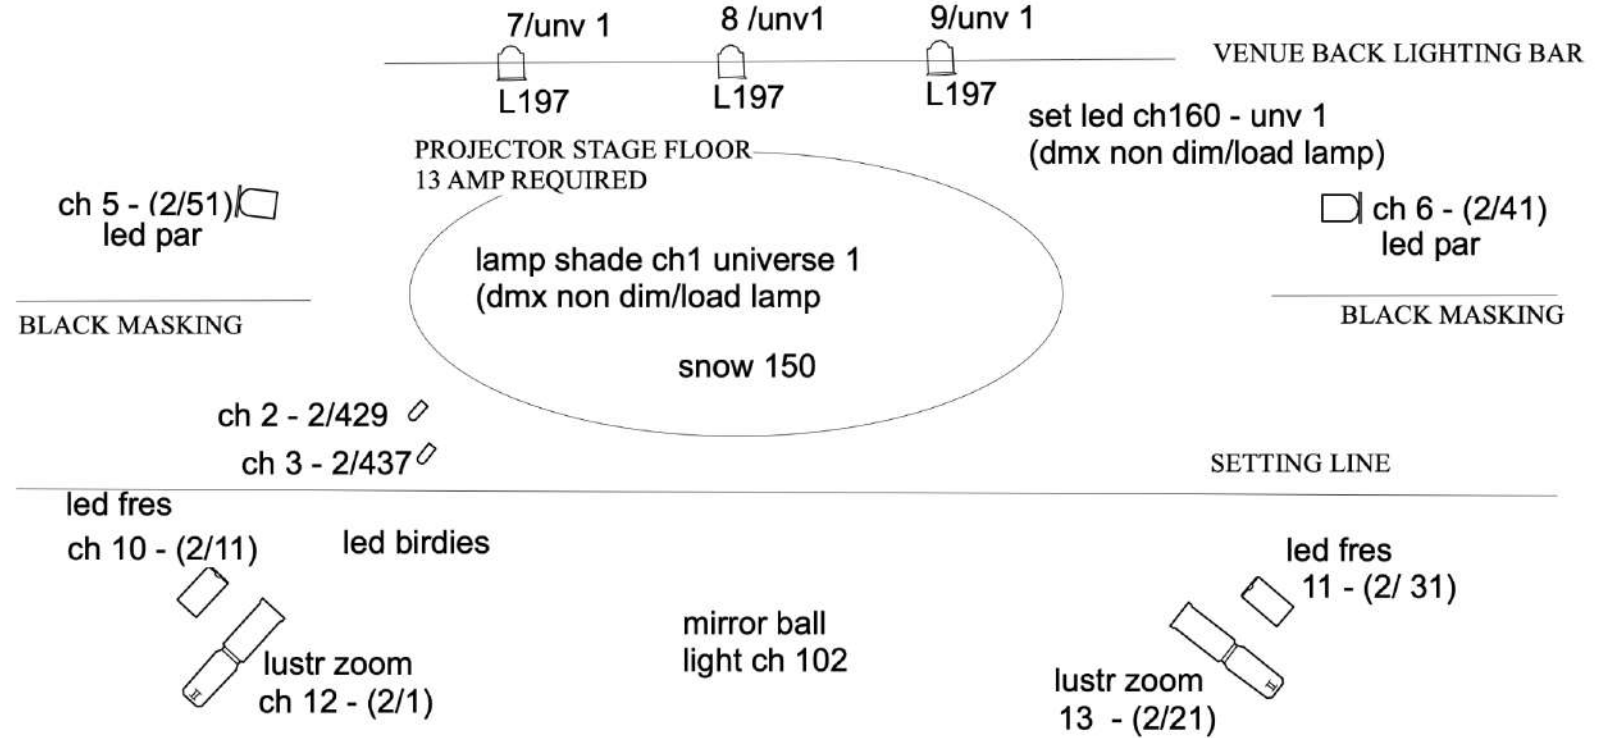 7/unv 1
8 /unv1
9/unv 1
VENUE BACK LIGHTING BAR
L197
L197
L197
set led ch160 - unv 1
(dmx non dim/load lamp)
PROJECTOR STAGE FLOOR
13 AMP REQUIRED
ch 5 - (2/51)
led par
ch 6 - (2/41)
led par
lamp shade ch1 universe 1
(dmx non dim/load lamp
BLACK MASKING
BLACK MASKING
snow 150
ch 2 - 2/429
ch 3 - 2/437
SETTING LINE
led fres
ch 10 - (2/11)
led birdies
led fres
11 - (2/ 31)
mirror ball
light ch 102
lustr zoom
ch 12 - (2/1)
lustr zoom
13 - (2/21)